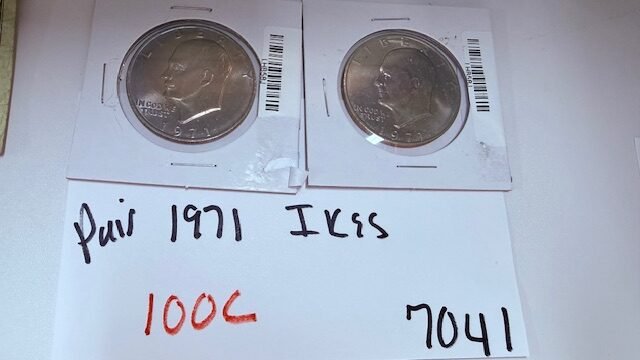 LIBERTY
IN GOD WE
TRUST
1971
LIBERTY
IN GOD WE
TRUST
1971
Pair 1971 IKES
100C
7041